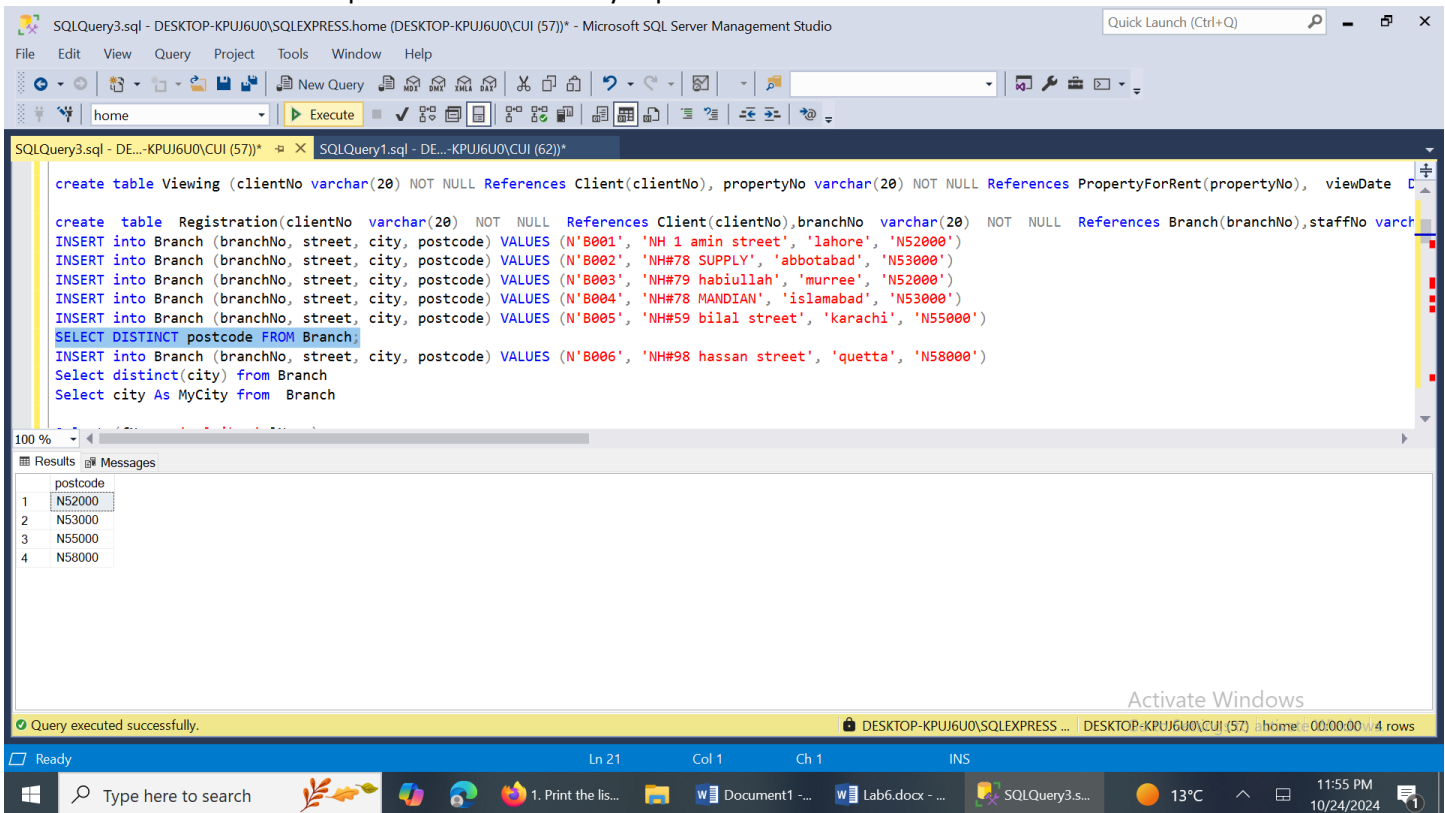 SQLQuery3.sql - DESKTOP-KPUJ6U0\SQLEXPRESS.home (DESKTOP-KPUJ6U0\CUI (57))* - Microsoft SQL Server Management Studio
Quick Launch (Ctrl+Q)
File Edit View Query Project Tools Window Help
New Query MDX DMX XMLA DAX
home Execute
SQLQuery3.sql - DE...-KPUJ6U0\CUI (57))* SQLQuery1.sql - DE...-KPUJ6U0\CUI (62))*
create table Viewing (clientNo varchar(20) NOT NULL References Client(clientNo), propertyNo varchar(20) NOT NULL References PropertyForRent(propertyNo), viewDate D
create table Registration(clientNo varchar(20) NOT NULL References Client(clientNo),branchNo varchar(20) NOT NULL References Branch(branchNo),staffNo varch
INSERT into Branch (branchNo, street, city, postcode) VALUES (N'B001', 'NH 1 amin street', 'lahore', 'N52000')
INSERT into Branch (branchNo, street, city, postcode) VALUES (N'B002', 'NH#78 SUPPLY', 'abbotabad', 'N53000')
INSERT into Branch (branchNo, street, city, postcode) VALUES (N'B003', 'NH#79 habiullah', 'murree', 'N52000')
INSERT into Branch (branchNo, street, city, postcode) VALUES (N'B004', 'NH#78 MANDIAN', 'islamabad', 'N53000')
INSERT into Branch (branchNo, street, city, postcode) VALUES (N'B005', 'NH#59 bilal street', 'karachi', 'N55000')
SELECT DISTINCT postcode FROM Branch;
INSERT into Branch (branchNo, street, city, postcode) VALUES (N'B006', 'NH#98 hassan street', 'quetta', 'N58000')
Select distinct(city) from Branch
Select city As MyCity from Branch
100 %
Results Messages
postcode
1 N52000
2 N53000
3 N55000
4 N58000
Activate Windows
Query executed successfully. DESKTOP-KPUJ6U0\SQLEXPRESS ... DESKTOP-KPUJ6U0\CUI (57) home 00:00:00 4 rows
Ready Ln 21 Col 1 Ch 1 INS
Type here to search 1. Print the lis... Document1 -... Lab6.docx - ... SQLQuery3.s... 13°C 11:55 PM
10/24/2024
1